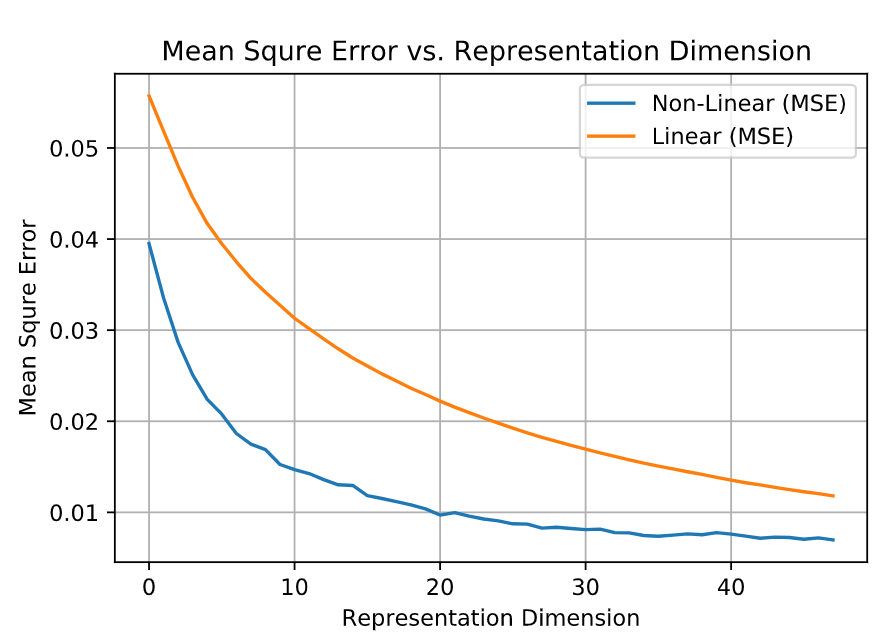 Mean Squre Error vs. Representation Dimension
Non-Linear (MSE)
Linear (MSE)
Mean Squre Error
0.05
0.04
0.03
0.02
0.01
0 10 20 30 40
Representation Dimension